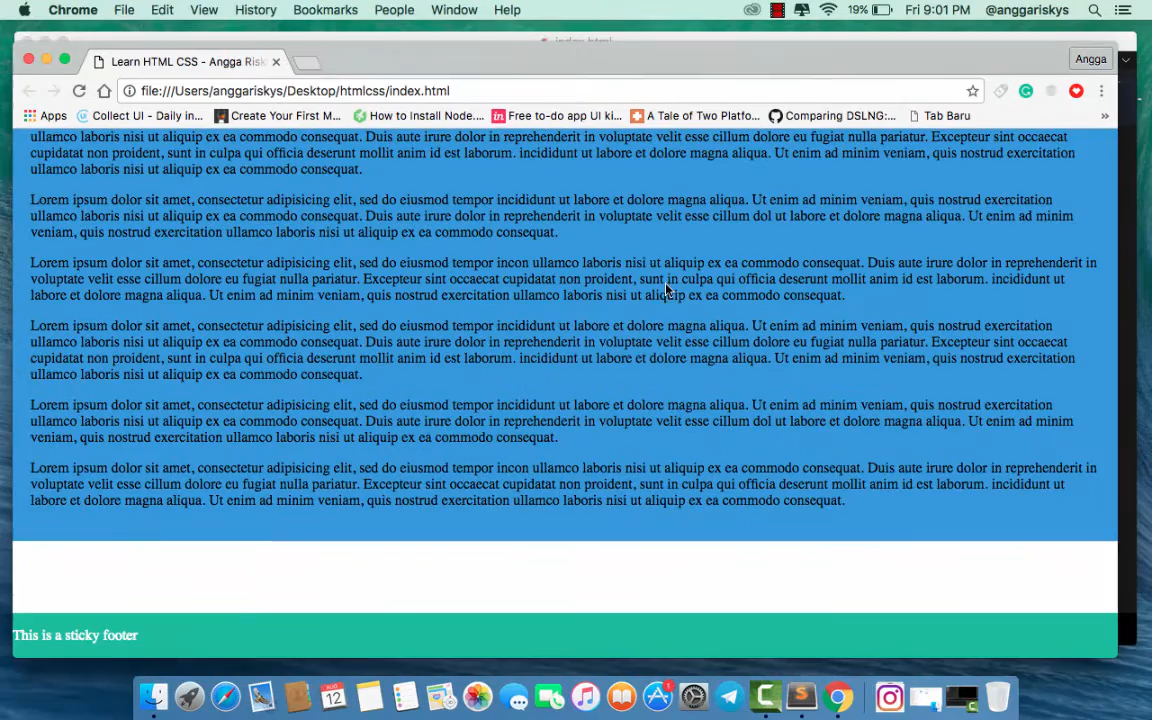 Chrome File Edit View History Bookmarks People Window Help 19% Fri 9:01 PM @anggariskys
Learn HTML CSS - Angga Risk Angga
file:///Users/anggariskys/Desktop/htmlcss/index.html
Apps Collect UI - Daily in... Create Your First M... How to Install Node.... Free to-do app UI ki... A Tale of Two Platfo... Comparing DSLNG:... Tab Baru »
ullamco laboris nisi ut aliquip ex ea commodo consequat. Duis aute irure dolor in reprehenderit in voluptate velit esse cillum dolore eu fugiat nulla pariatur. Excepteur sint occaecat
cupidatat non proident, sunt in culpa qui officia deserunt mollit anim id est laborum. incididunt ut labore et dolore magna aliqua. Ut enim ad minim veniam, quis nostrud exercitation
ullamco laboris nisi ut aliquip ex ea commodo consequat.
Lorem ipsum dolor sit amet, consectetur adipisicing elit, sed do eiusmod tempor incididunt ut labore et dolore magna aliqua. Ut enim ad minim veniam, quis nostrud exercitation
ullamco laboris nisi ut aliquip ex ea commodo consequat. Duis aute irure dolor in reprehenderit in voluptate velit esse cillum dol ut labore et dolore magna aliqua. Ut enim ad minim
veniam, quis nostrud exercitation ullamco laboris nisi ut aliquip ex ea commodo consequat.
Lorem ipsum dolor sit amet, consectetur adipisicing elit, sed do eiusmod tempor incon ullamco laboris nisi ut aliquip ex ea commodo consequat. Duis aute irure dolor in reprehenderit in
voluptate velit esse cillum dolore eu fugiat nulla pariatur. Excepteur sint occaecat cupidatat non proident, sunt in culpa qui officia deserunt mollit anim id est laborum. incididunt ut
labore et dolore magna aliqua. Ut enim ad minim veniam, quis nostrud exercitation ullamco laboris nisi ut aliquip ex ea commodo consequat.
Lorem ipsum dolor sit amet, consectetur adipisicing elit, sed do eiusmod tempor incididunt ut labore et dolore magna aliqua. Ut enim ad minim veniam, quis nostrud exercitation
ullamco laboris nisi ut aliquip ex ea commodo consequat. Duis aute irure dolor in reprehenderit in voluptate velit esse cillum dolore eu fugiat nulla pariatur. Excepteur sint occaecat
cupidatat non proident, sunt in culpa qui officia deserunt mollit anim id est laborum. incididunt ut labore et dolore magna aliqua. Ut enim ad minim veniam, quis nostrud exercitation
ullamco laboris nisi ut aliquip ex ea commodo consequat.
Lorem ipsum dolor sit amet, consectetur adipisicing elit, sed do eiusmod tempor incididunt ut labore et dolore magna aliqua. Ut enim ad minim veniam, quis nostrud exercitation
ullamco laboris nisi ut aliquip ex ea commodo consequat. Duis aute irure dolor in reprehenderit in voluptate velit esse cillum dol ut labore et dolore magna aliqua. Ut enim ad minim
veniam, quis nostrud exercitation ullamco laboris nisi ut aliquip ex ea commodo consequat.
Lorem ipsum dolor sit amet, consectetur adipisicing elit, sed do eiusmod tempor incon ullamco laboris nisi ut aliquip ex ea commodo consequat. Duis aute irure dolor in reprehenderit in
voluptate velit esse cillum dolore eu fugiat nulla pariatur. Excepteur sint occaecat cupidatat non proident, sunt in culpa qui officia deserunt mollit anim id est laborum. incididunt ut
labore et dolore magna aliqua. Ut enim ad minim veniam, quis nostrud exercitation ullamco laboris nisi ut aliquip ex ea commodo consequat.
This is a sticky footer
12